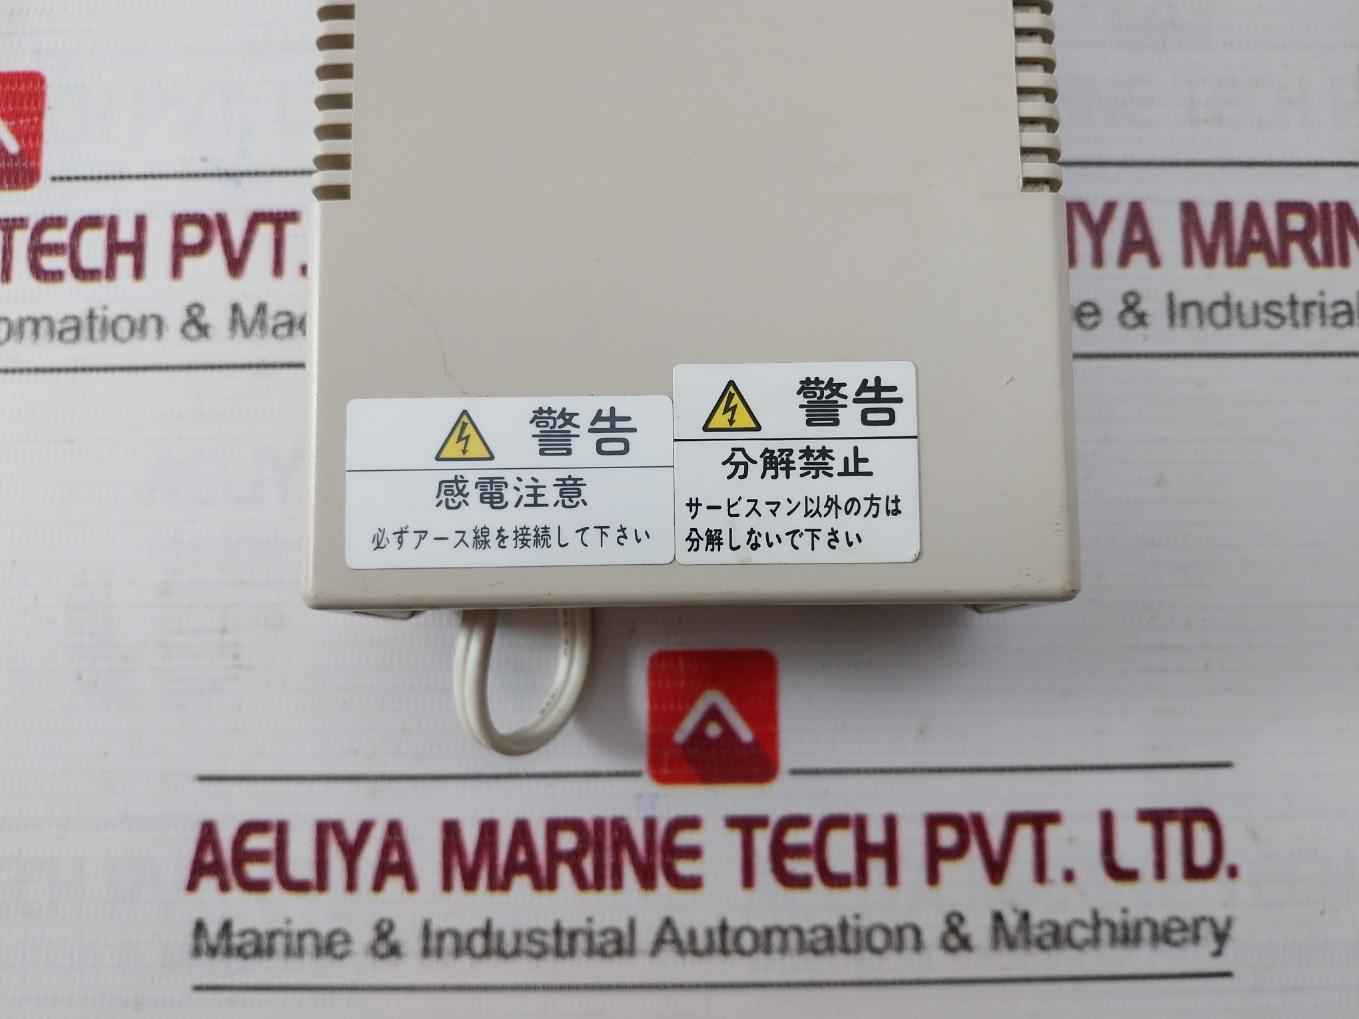 TECH PVT.
omation & Mac
IYA MARIN
e & Industrial
警告
感電注意
必ずアース線を接続して下さい
警告
分解禁止
サービスマン以外の方は
分解しないで下さい
AELIYA MARINE TECH PVT. LTD.
Marine & Industrial Automation & Machinery